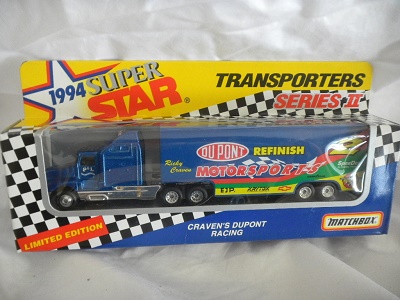 1994 SUPER
STAR®
TRANSPORTERS
SERIES II
DU PONT REFINISH
Ricky
Craven
MOTORSPORTS
LIMITED EDITION
CRAVEN'S DUPONT
RACING
MATCHBOX